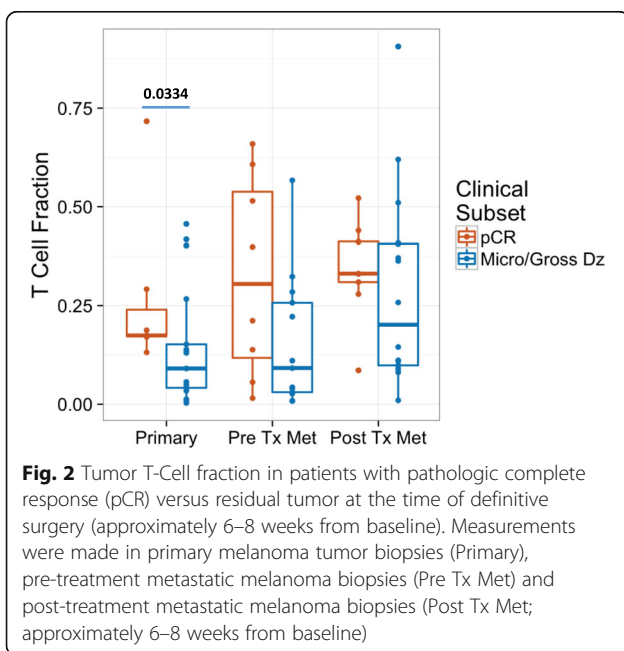 0.0334
0.75
0.50
0.25
0.00
T Cell Fraction
Primary
Pre Tx Met
Post Tx Met
Clinical
Subset
pCR
Micro/Gross Dz
Fig. 2 Tumor T-Cell fraction in patients with pathologic complete
response (pCR) versus residual tumor at the time of definitive
surgery (approximately 6–8 weeks from baseline). Measurements
were made in primary melanoma tumor biopsies (Primary),
pre-treatment metastatic melanoma biopsies (Pre Tx Met) and
post-treatment metastatic melanoma biopsies (Post Tx Met;
approximately 6–8 weeks from baseline)